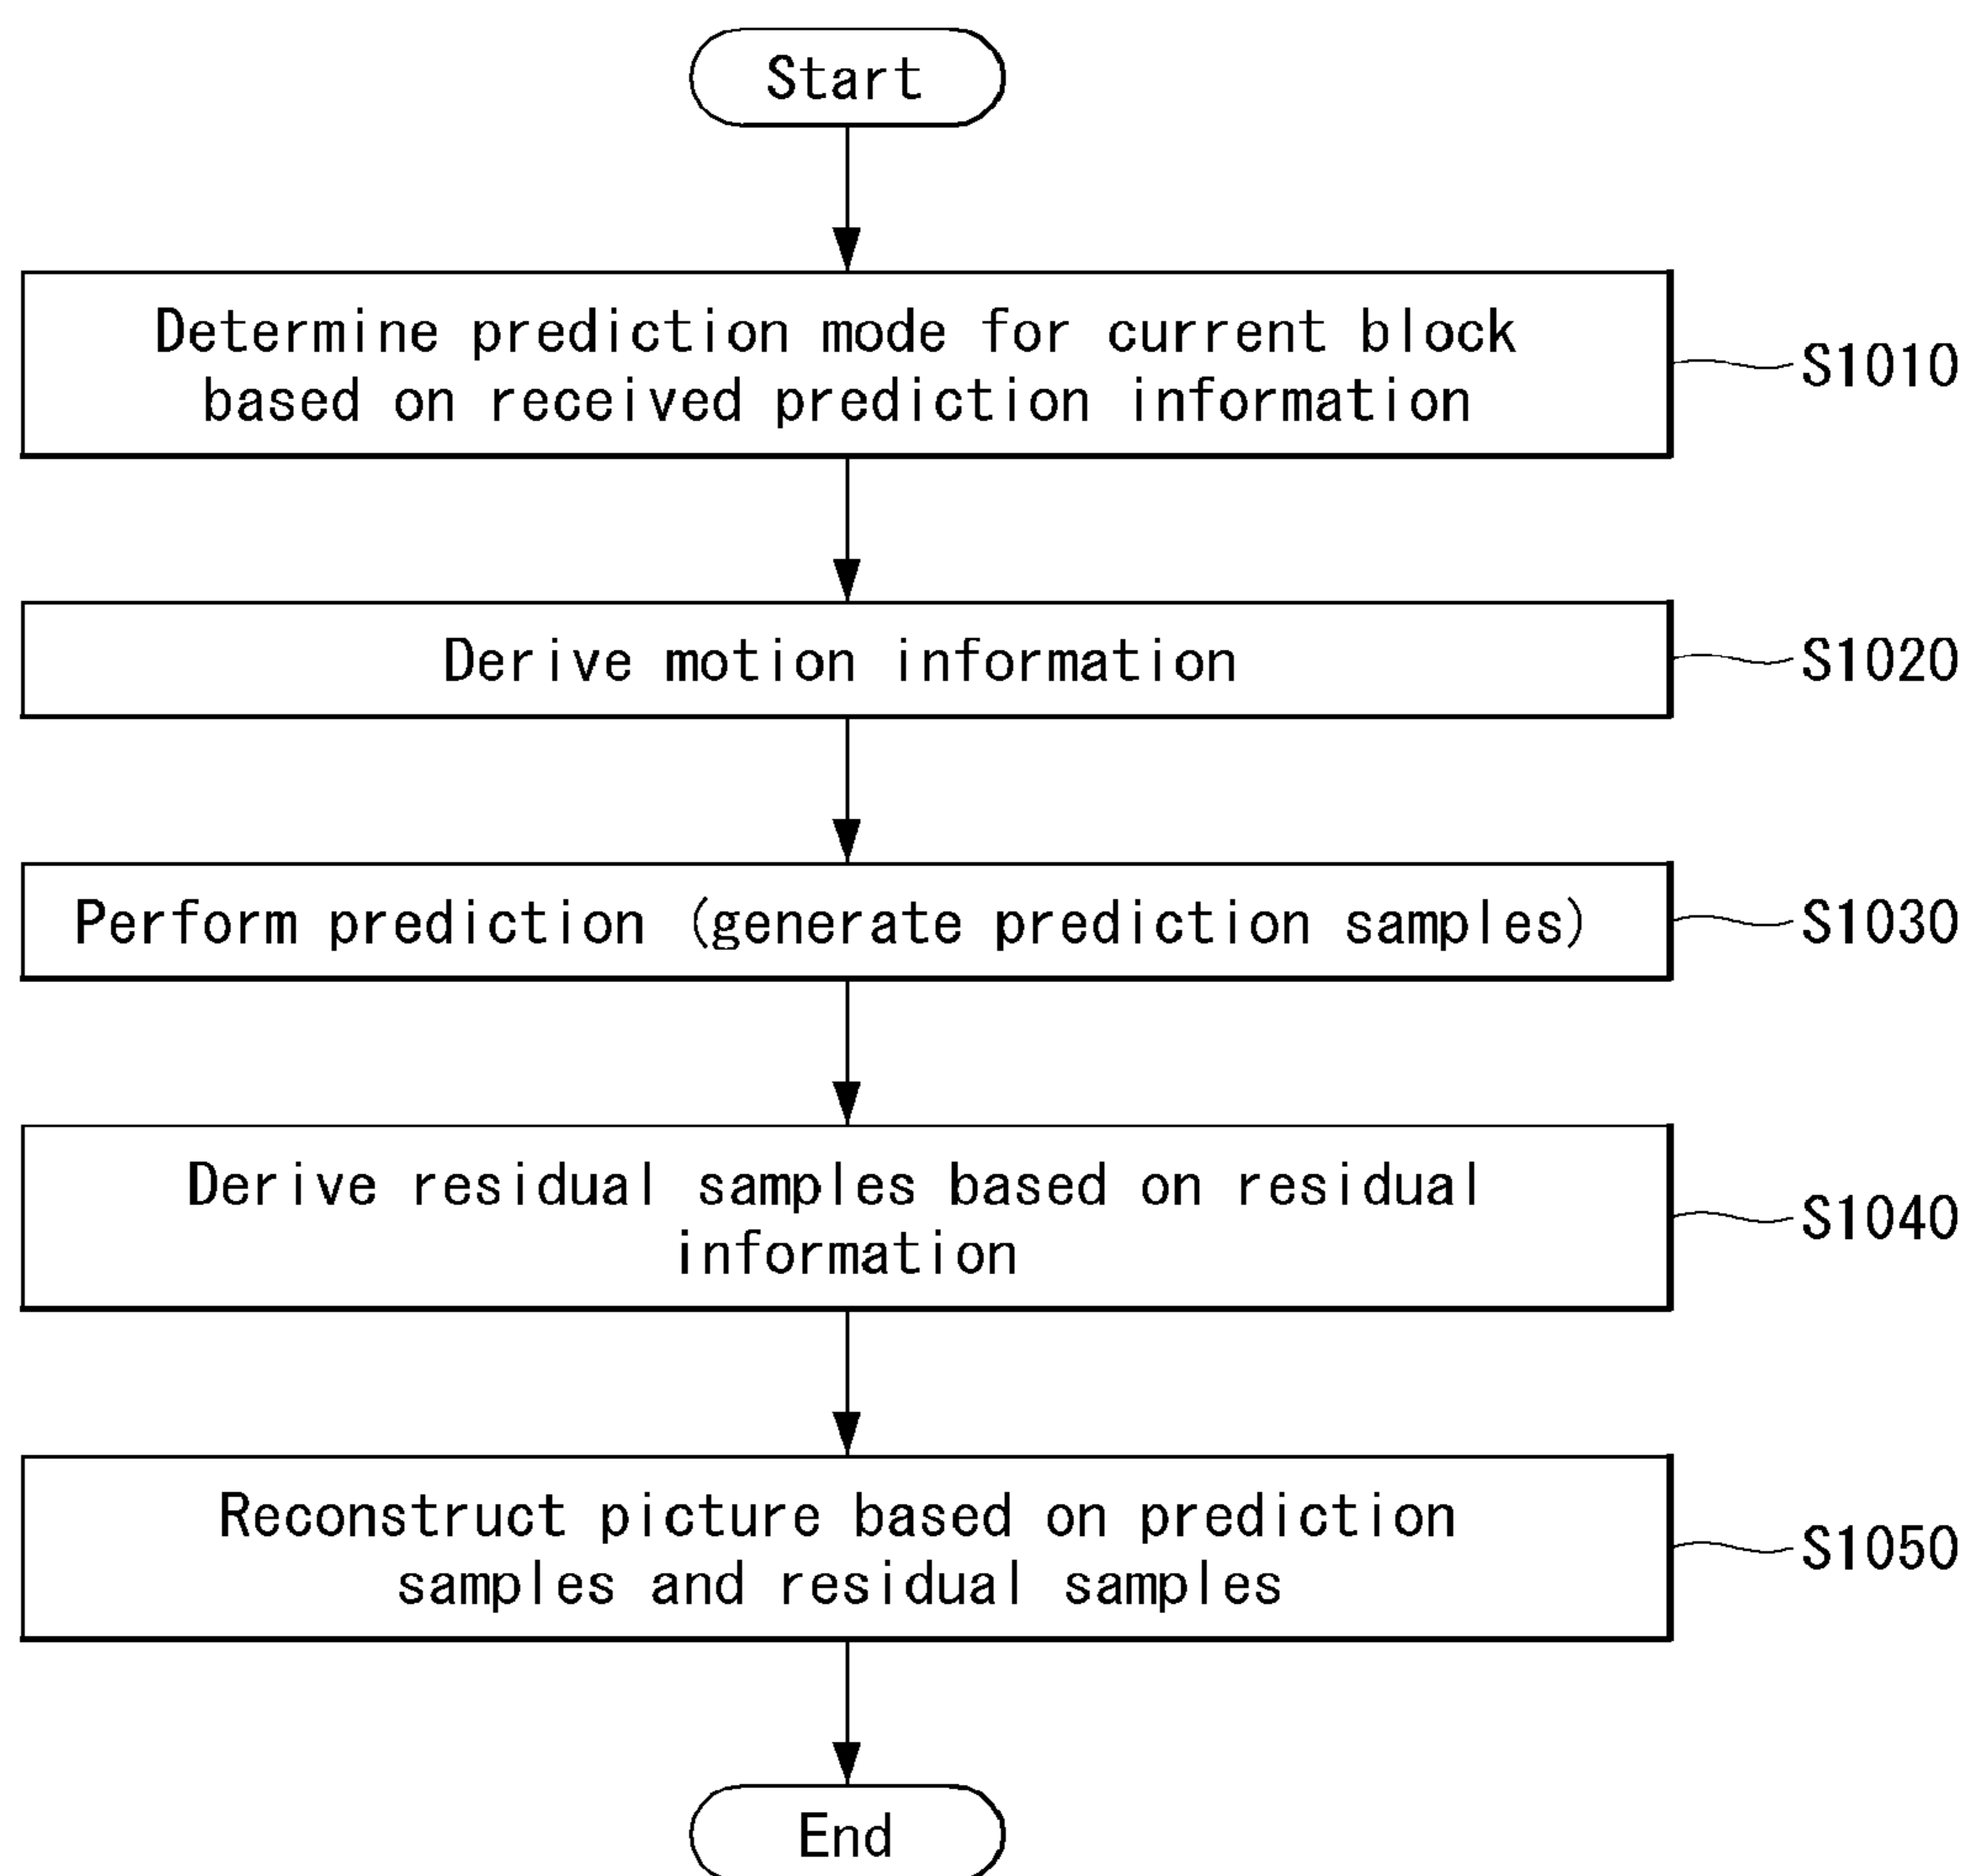 Start
Determine prediction mode for current block
based on received prediction information
S1010
Derive motion information
S1020
Perform prediction (generate prediction samples)
S1030
Derive residual samples based on residual
information
S1040
Reconstruct picture based on prediction
samples and residual samples
S1050
End